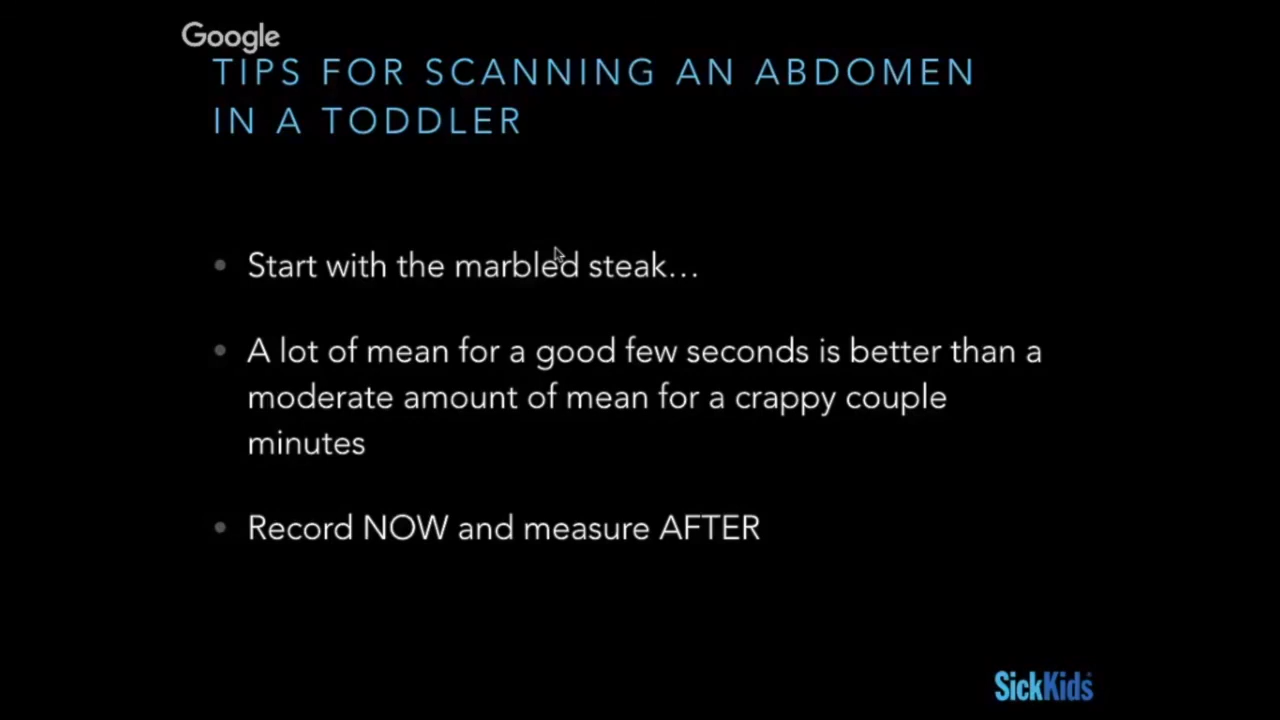 Google
TIPS FOR SCANNING AN ABDOMEN
IN A TODDLER
• Start with the marbled steak...
• A lot of mean for a good few seconds is better than a
moderate amount of mean for a crappy couple
minutes
• Record NOW and measure AFTER
SickKids